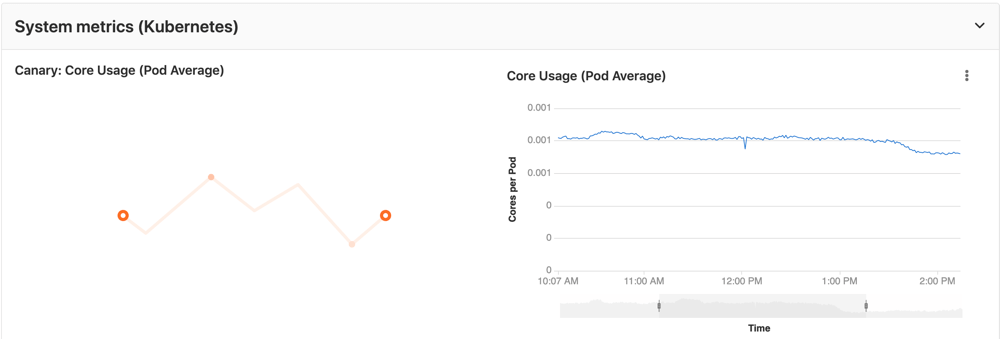 System metrics (Kubernetes)
Canary: Core Usage (Pod Average)
Core Usage (Pod Average)
Cores per Pod
0.001
0.001
0.001
0
0
0
10:07 AM 11:00 AM 12:00 PM 1:00 PM 2:00 PM
Time